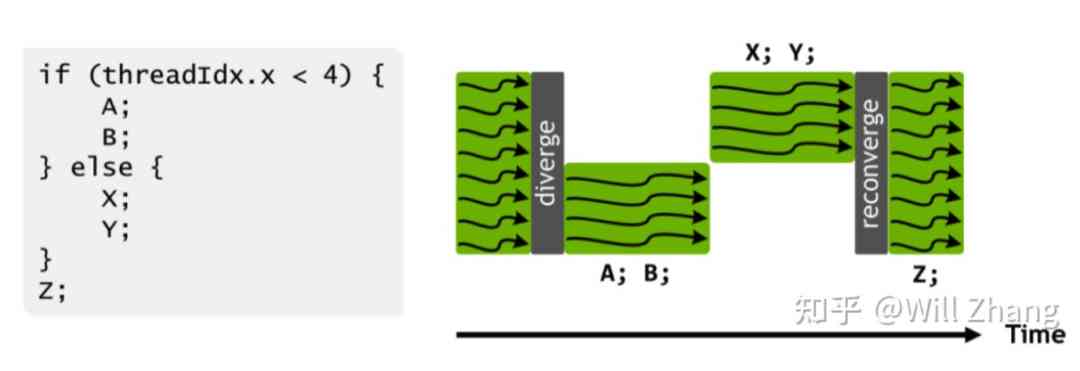 if (threadIdx.x < 4) {
    A;
    B;
} else {
    X;
    Y;
}
Z;
X; Y;
diverge
reconverge
A; B;
Z;
知乎 @Will Zhang
Time